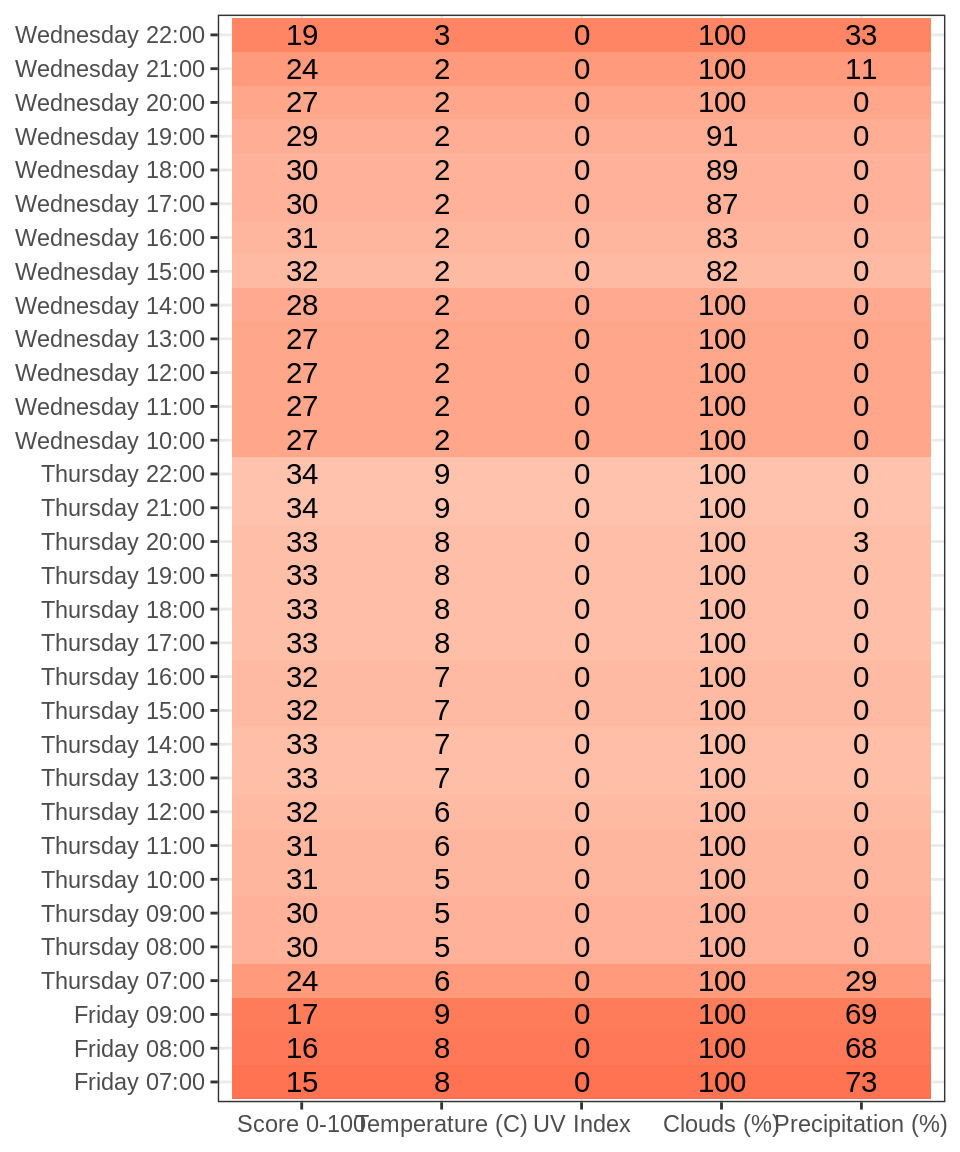 Wednesday 22:00 19 3 0 100 33
Wednesday 21:00 24 2 0 100 11
Wednesday 20:00 27 2 0 100 0
Wednesday 19:00 29 2 0 91 0
Wednesday 18:00 30 2 0 89 0
Wednesday 17:00 30 2 0 87 0
Wednesday 16:00 31 2 0 83 0
Wednesday 15:00 32 2 0 82 0
Wednesday 14:00 28 2 0 100 0
Wednesday 13:00 27 2 0 100 0
Wednesday 12:00 27 2 0 100 0
Wednesday 11:00 27 2 0 100 0
Wednesday 10:00 27 2 0 100 0
Thursday 22:00 34 9 0 100 0
Thursday 21:00 34 9 0 100 0
Thursday 20:00 33 8 0 100 3
Thursday 19:00 33 8 0 100 0
Thursday 18:00 33 8 0 100 0
Thursday 17:00 33 8 0 100 0
Thursday 16:00 32 7 0 100 0
Thursday 15:00 32 7 0 100 0
Thursday 14:00 33 7 0 100 0
Thursday 13:00 33 7 0 100 0
Thursday 12:00 32 6 0 100 0
Thursday 11:00 31 6 0 100 0
Thursday 10:00 31 5 0 100 0
Thursday 09:00 30 5 0 100 0
Thursday 08:00 30 5 0 100 0
Thursday 07:00 24 6 0 100 29
Friday 09:00 17 9 0 100 69
Friday 08:00 16 8 0 100 68
Friday 07:00 15 8 0 100 73
Score 0-100 Temperature (C) UV Index Clouds (%) Precipitation (%)